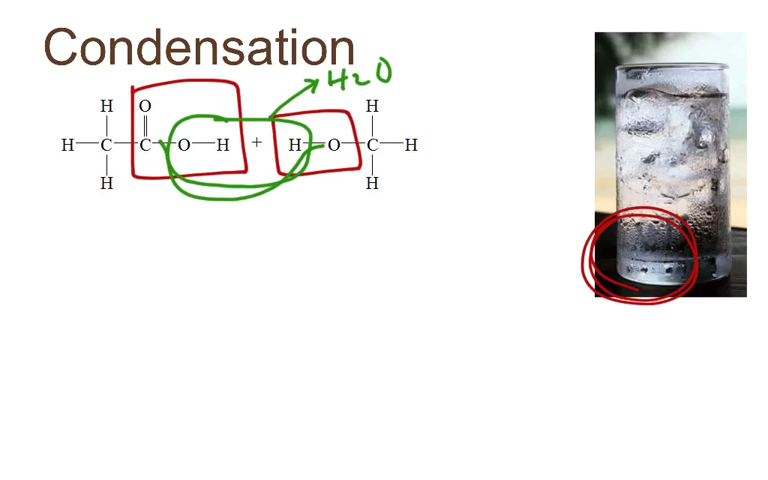 Condensation
H2O
H O H
H—C—C—O—H + H—O—C—H
H H